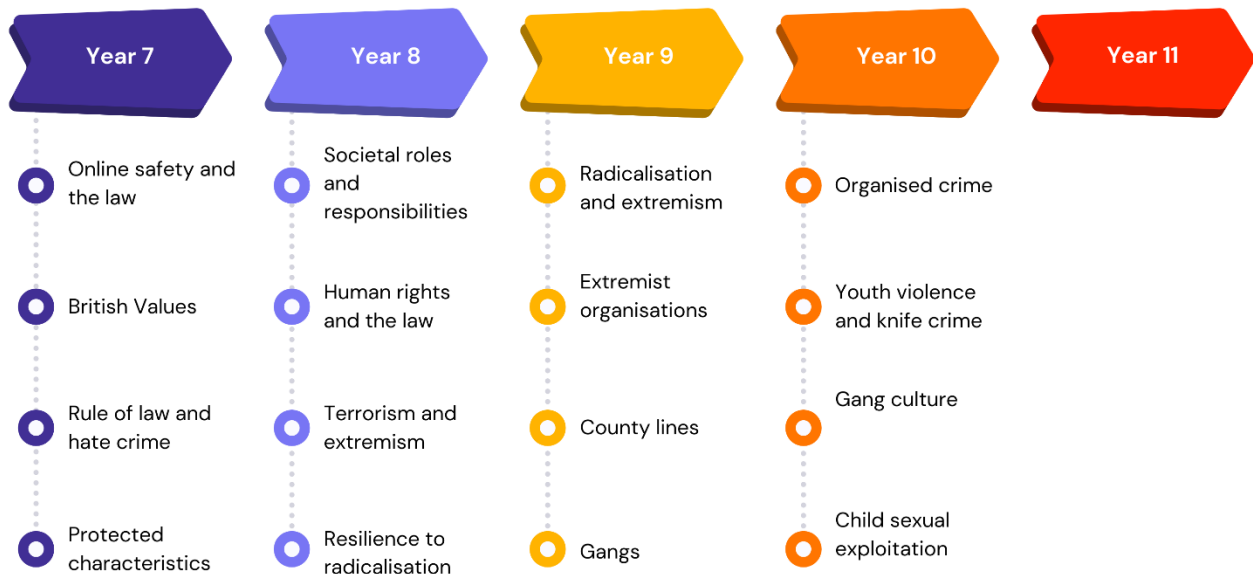 Year 7
Year 8
Year 9
Year 10
Year 11
Online safety and
the law
British Values
Rule of law and
hate crime
Protected
characteristics
Societal roles
and
responsibilities
Human rights
and the law
Terrorism and
extremism
Resilience to
radicalisation
Radicalisation
and extremism
Extremist
organisations
County lines
Gangs
Organised crime
Youth violence
and knife crime
Gang culture
Child sexual
exploitation